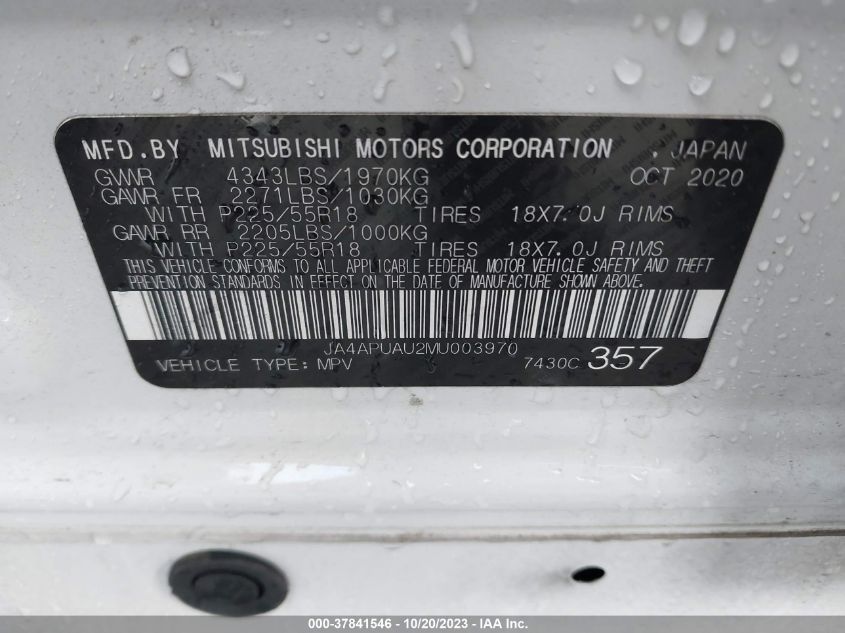 MFD.BY MITSUBISHI MOTORS CORPORATION , JAPAN
GVWR 4343LBS/1970KG OCT 2020
GAWR FR 2271LBS/1030KG
WITH P225/55R18 TIRES 18X7.0J RIMS
GAWR RR 2205LBS/1000KG
WITH P225/55R18 TIRES 18X7.0J RIMS
THIS VEHICLE CONFORMS TO ALL APPLICABLE FEDERAL MOTOR VEHICLE SAFETY AND THEFT
PREVENTION STANDARDS IN EFFECT ON THE DATE OF MANUFACTURE SHOWN ABOVE.
JA4APUAU2MU003970
VEHICLE TYPE: MPV 7430C 357
000-37841546 - 10/20/2023 - IAA Inc.